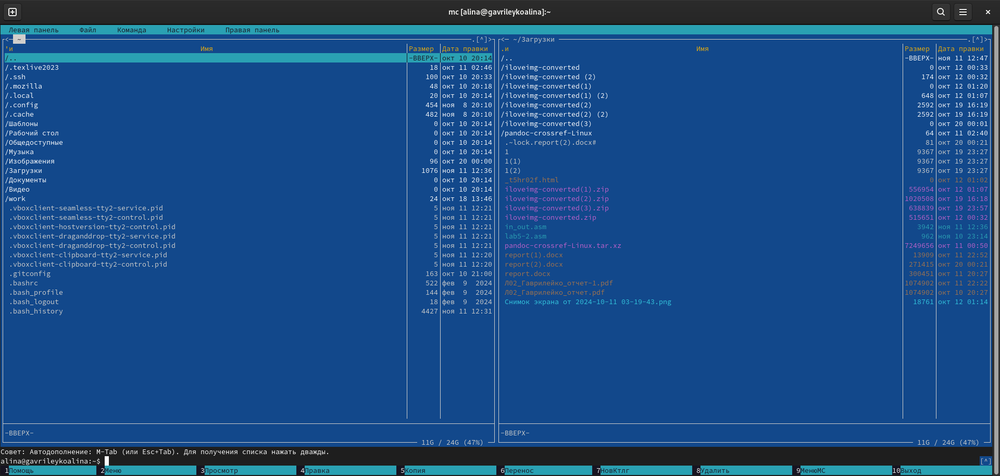 mc [alina@gavrileykoalina]:~
Левая панель Файл Команда Настройки Правая панель
<─ ~ .[^]>
'и Имя Размер Дата правки
/.. -ВВЕРХ- окт 10 20:14
/.texlive2023 18 окт 11 02:46
/.ssh 100 окт 10 20:33
/.mozilla 48 окт 10 20:18
/.local 20 окт 10 20:14
/.config 454 ноя 8 20:10
/.cache 482 ноя 8 20:10
/Шаблоны 0 окт 10 20:14
/Рабочий стол 0 окт 10 20:14
/Общедоступные 0 окт 10 20:14
/Музыка 0 окт 10 20:14
/Изображения 96 окт 20 00:00
/Загрузки 1076 ноя 11 12:36
/Документы 0 окт 10 20:14
/Видео 0 окт 10 20:14
/work 24 окт 18 13:46
.vboxclient-seamless-tty2-service.pid 5 ноя 11 12:21
.vboxclient-seamless-tty2-control.pid 5 ноя 11 12:21
.vboxclient-hostversion-tty2-control.pid 5 ноя 11 12:21
.vboxclient-draganddrop-tty2-service.pid 5 ноя 11 12:21
.vboxclient-draganddrop-tty2-control.pid 5 ноя 11 12:21
.vboxclient-clipboard-tty2-service.pid 5 ноя 11 12:20
.vboxclient-clipboard-tty2-control.pid 5 ноя 11 12:20
.gitconfig 163 окт 10 21:00
.bashrc 522 фев 9 2024
.bash_profile 144 фев 9 2024
.bash_logout 18 фев 9 2024
.bash_history 4427 ноя 11 12:31
-ВВЕРХ-
11G / 24G (47%)
<─ ~/Загрузки .[^]>
.и Имя Размер Дата правки
/.. -ВВЕРХ- ноя 11 12:47
/iloveimg-converted 0 окт 12 00:33
/iloveimg-converted (2) 174 окт 12 00:32
/iloveimg-converted(1) 0 окт 12 01:20
/iloveimg-converted(1) (2) 648 окт 12 01:07
/iloveimg-converted(2) 2592 окт 19 16:19
/iloveimg-converted(2) (2) 2592 окт 19 16:19
/iloveimg-converted(3) 0 окт 20 00:01
/pandoc-crossref-Linux 64 окт 11 02:40
.~lock.report(2).docx# 81 окт 20 00:21
1 9367 окт 19 23:27
1(1) 9367 окт 19 23:27
1(2) 9367 окт 19 23:27
_t5hr02f.html 0 окт 12 01:02
iloveimg-converted(1).zip 556954 окт 12 01:07
iloveimg-converted(2).zip 1020508 окт 19 16:18
iloveimg-converted(3).zip 638839 окт 19 23:57
iloveimg-converted.zip 515651 окт 12 00:32
in_out.asm 3942 ноя 11 12:36
lab5-2.asm 962 ноя 10 23:14
pandoc-crossref-Linux.tar.xz 7249656 окт 11 00:50
report(1).docx 13909 окт 11 22:52
report(2).docx 271415 окт 20 00:21
report.docx 300451 окт 11 20:27
Л02_Гаврилейко_отчет-1.pdf 1074902 окт 11 22:22
Л02_Гаврилейко_отчет.pdf 1074902 окт 10 20:27
Снимок экрана от 2024-10-11 03-19-43.png 18761 окт 12 01:14
-ВВЕРХ-
11G / 24G (47%)
Совет: Автодополнение: M-Tab (или Esc+Tab). Для получения списка нажать дважды.
alina@gavrileykoalina:~$ [^]
1Помощь 2Меню 3Просмотр 4Правка 5Копия 6Перенос 7НовКтлг 8Удалить 9МенюМС 10Выход